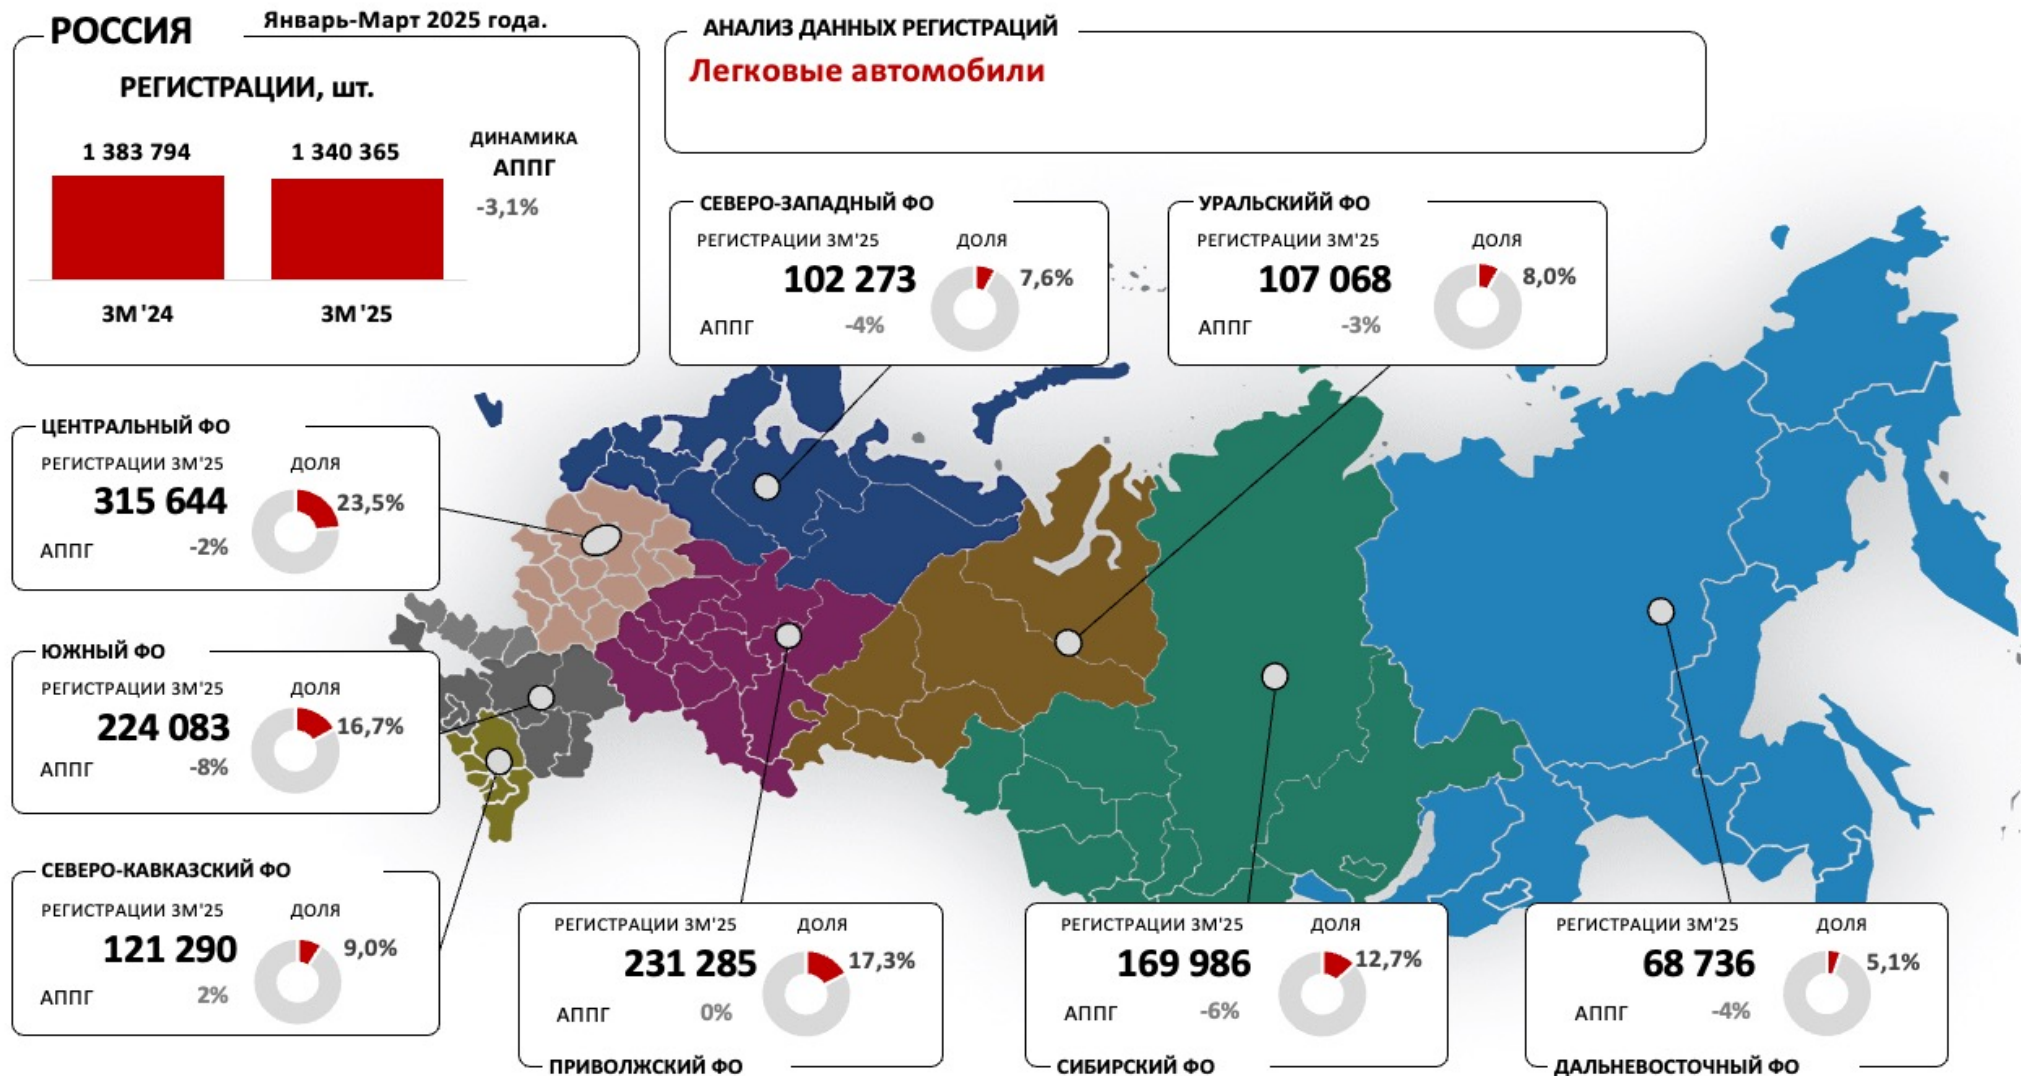 РОССИЯ
Январь-Март 2025 года.
РЕГИСТРАЦИИ, шт.
1 383 794
1 340 365
ДИНАМИКА
АППГ
-3,1%
3М'24
3М'25
АНАЛИЗ ДАННЫХ РЕГИСТРАЦИЙ
Легковые автомобили
СЕВЕРО-ЗАПАДНЫЙ ФО
РЕГИСТРАЦИИ 3М'25
ДОЛЯ
102 273
7,6%
АППГ
-4%
УРАЛЬСКИЙЙ ФО
РЕГИСТРАЦИИ 3М'25
ДОЛЯ
107 068
8,0%
АППГ
-3%
ЦЕНТРАЛЬНЫЙ ФО
РЕГИСТРАЦИИ 3М'25
ДОЛЯ
315 644
23,5%
АППГ
-2%
ЮЖНЫЙ ФО
РЕГИСТРАЦИИ 3М'25
ДОЛЯ
224 083
16,7%
АППГ
-8%
СЕВЕРО-КАВКАЗСКИЙ ФО
РЕГИСТРАЦИИ 3М'25
ДОЛЯ
121 290
9,0%
АППГ
2%
РЕГИСТРАЦИИ 3М'25
ДОЛЯ
231 285
17,3%
АППГ
0%
ПРИВОЛЖСКИЙ ФО
РЕГИСТРАЦИИ 3М'25
ДОЛЯ
169 986
12,7%
АППГ
-6%
СИБИРСКИЙ ФО
РЕГИСТРАЦИИ 3М'25
ДОЛЯ
68 736
5,1%
АППГ
-4%
ДАЛЬНЕВОСТОЧНЫЙ ФО